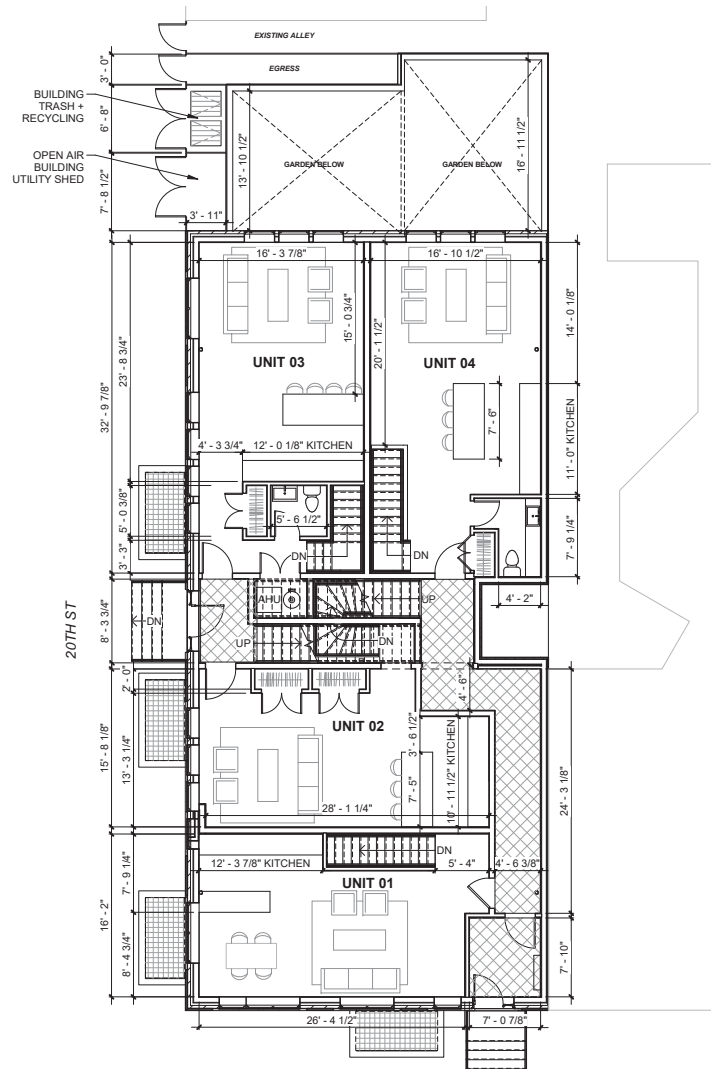 EXISTING ALLEY
EGRESS
3' - 0"
BUILDING
TRASH +
RECYCLING
6' - 8"
OPEN AIR
BUILDING
UTILITY SHED
7' - 8 1/2"
3' - 11"
13' - 10 1/2"
GARDEN BELOW
GARDEN BELOW
16' - 11 1/2"
16' - 3 7/8"
16' - 10 1/2"
15' - 0 3/4"
20' - 1 1/2"
14' - 0 1/8"
UNIT 03
UNIT 04
23' - 8 3/4"
32' - 9 7/8"
7' - 6"
11' - 0" KITCHEN
4' - 3 3/4"
12' - 0 1/8" KITCHEN
5' - 0 3/8"
5' - 6 1/2"
3' - 3"
DN
DN
7' - 9 1/4"
4' - 2"
20TH ST
8' - 3 3/4"
DN
AHU
UP
UP
DN
2' - 0"
4' - 6"
UNIT 02
3' - 6 1/2"
10' - 11 1/2" KITCHEN
7' - 5"
15' - 8 1/8"
13' - 3 1/4"
24' - 3 1/8"
28' - 1 1/4"
DN
12' - 3 7/8" KITCHEN
5' - 4"
4' - 6 3/8"
UNIT 01
7' - 9 1/4"
16' - 2"
8' - 4 3/4"
7' - 10"
26' - 4 1/2"
7' - 0 7/8"